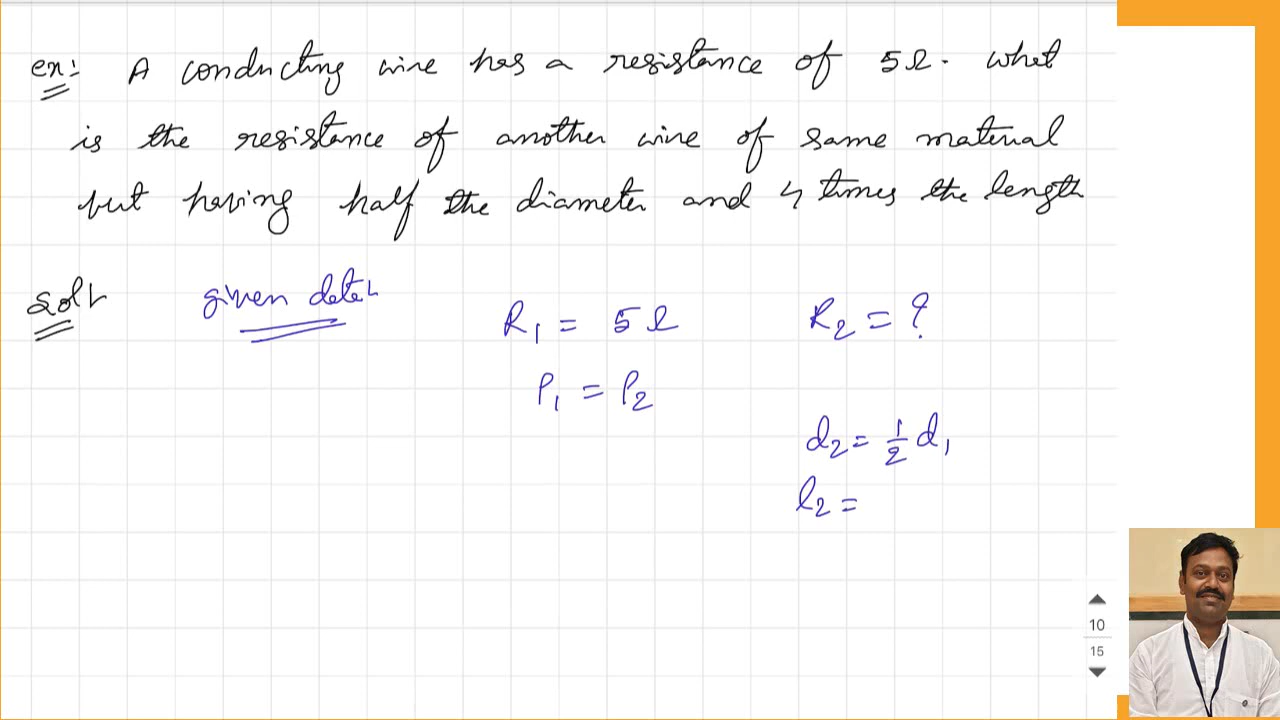 ex: A conducting wire has a resistance of 5Ω. what
is the resistance of another wire of same material
but having half the diameter and 4 times the length
sol: given data:
R₁ = 5Ω R₂ = ?
ρ₁ = ρ₂
d₂ = 1/2 d₁
l₂ =
10
15